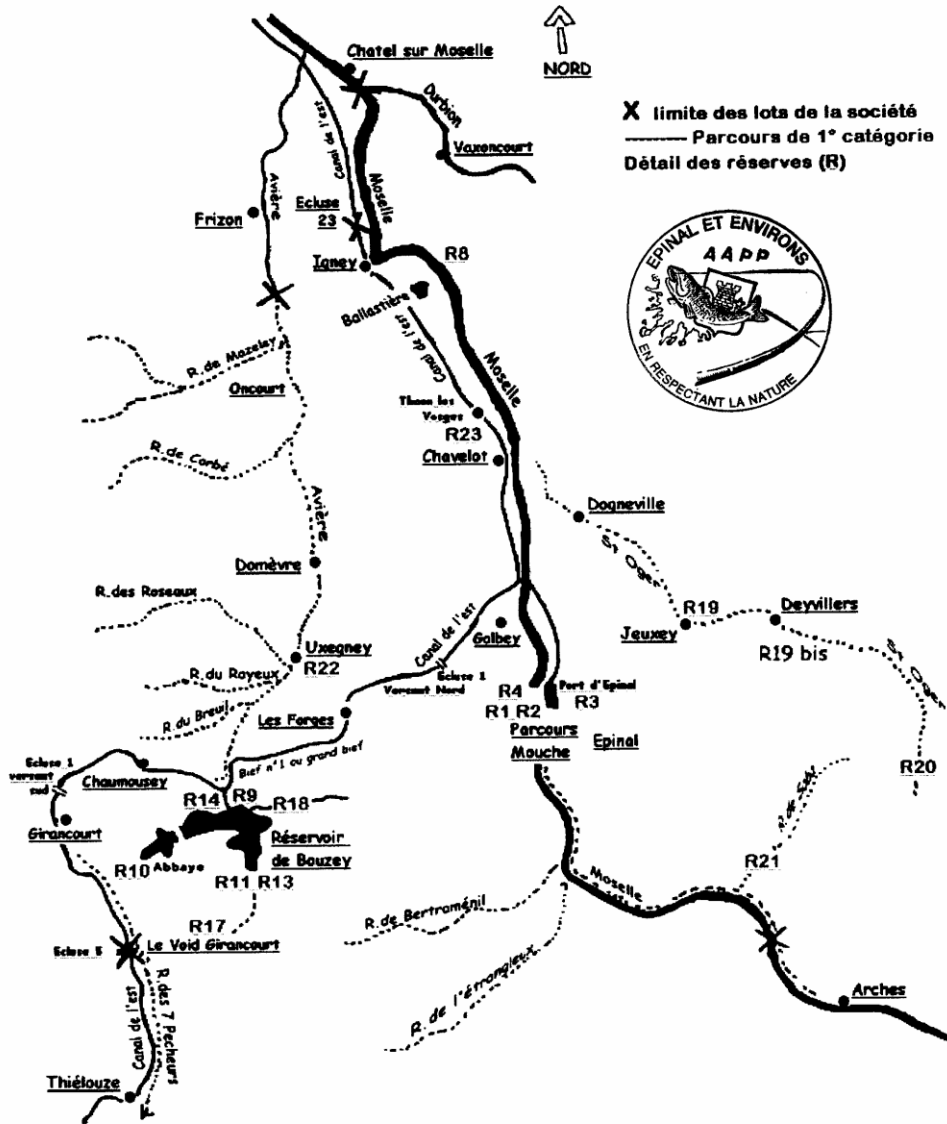 Chatel sur Moselle
NORD
Durbion
X limite des lots de la société
Parcours de 1° catégorie
Détail des réserves (R)
Canal de l'est
Vaxoncourt
Moselle
Avière
Frizon
Ecluse
23
EPINAL ET ENVIRONS
AAPP
EN RESPECTANT LA NATURE
Igney
R8
Ballastière
Canal de l'est
R. de Mazelay
Oncourt
Moselle
Thaon les
Vosges
R23
Chavelot
R. de Corbé
Avière
Dogneville
St Oger
Domèvre
R. des Roseaux
Canal de l'est
Golbey
R19
Jeuxey
Deyvillers
R19 bis
St Oger
Uxegney
R22
R. du Rayeux
Ecluse 1
Versant Nord
R4
R1 R2
Port d'Epinal
R3
R. du Breuil
Les Forges
Parcours
Mouche
Epinal
Bief n°1 ou grand bief
Ecluse 1
versant
sud
Chaumousey
R14
R9
R18
R20
Girancourt
Réservoir
de Bouzey
R10
Abbaye
R11 R13
R21
Moselle
R. de Bertraménil
R17
Ecluse 5
Le Void Girancourt
R. de l'étrangleux
Arches
Canal de l'est
R. des 7 Pecheurs
Thiélouze